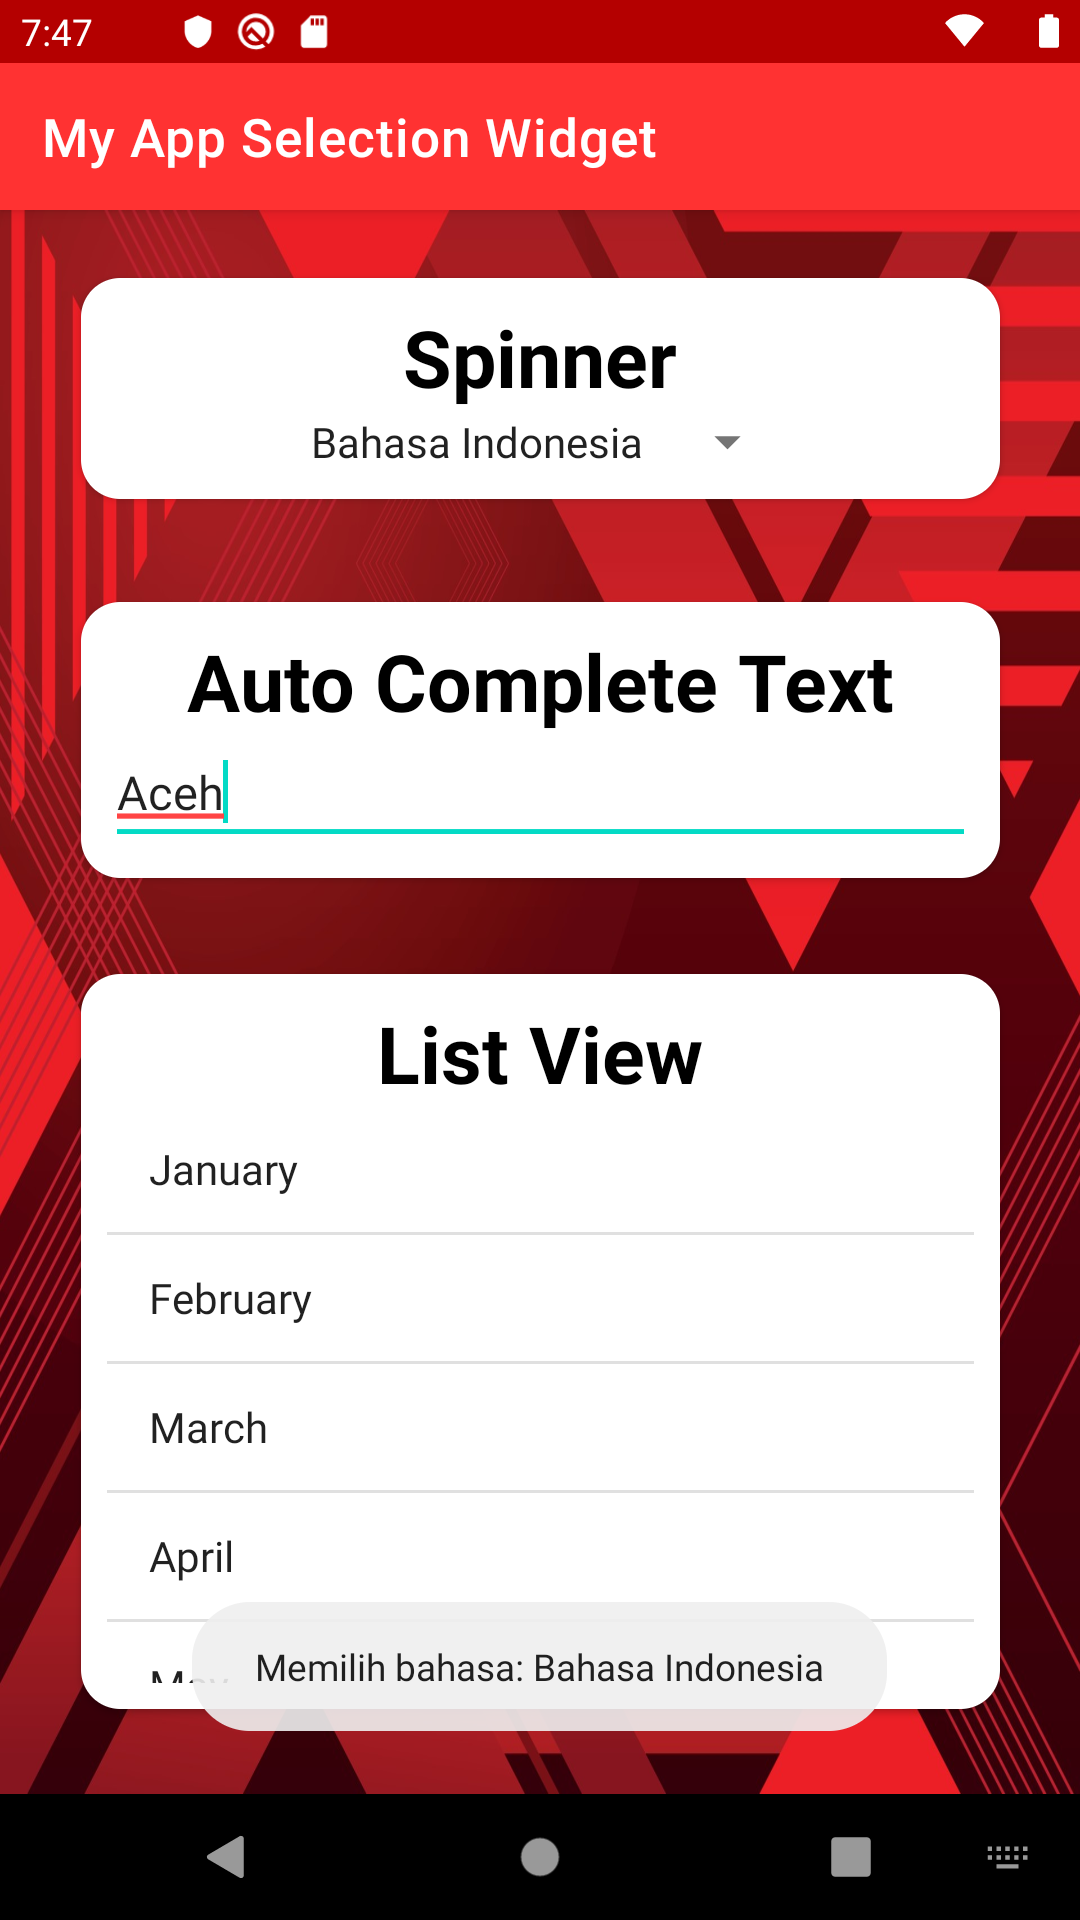 7:47
My App Selection Widget
Spinner
Bahasa Indonesia
Auto Complete Text
Aceh
List View
January
February
March
April
Memilih bahasa: Bahasa Indonesia